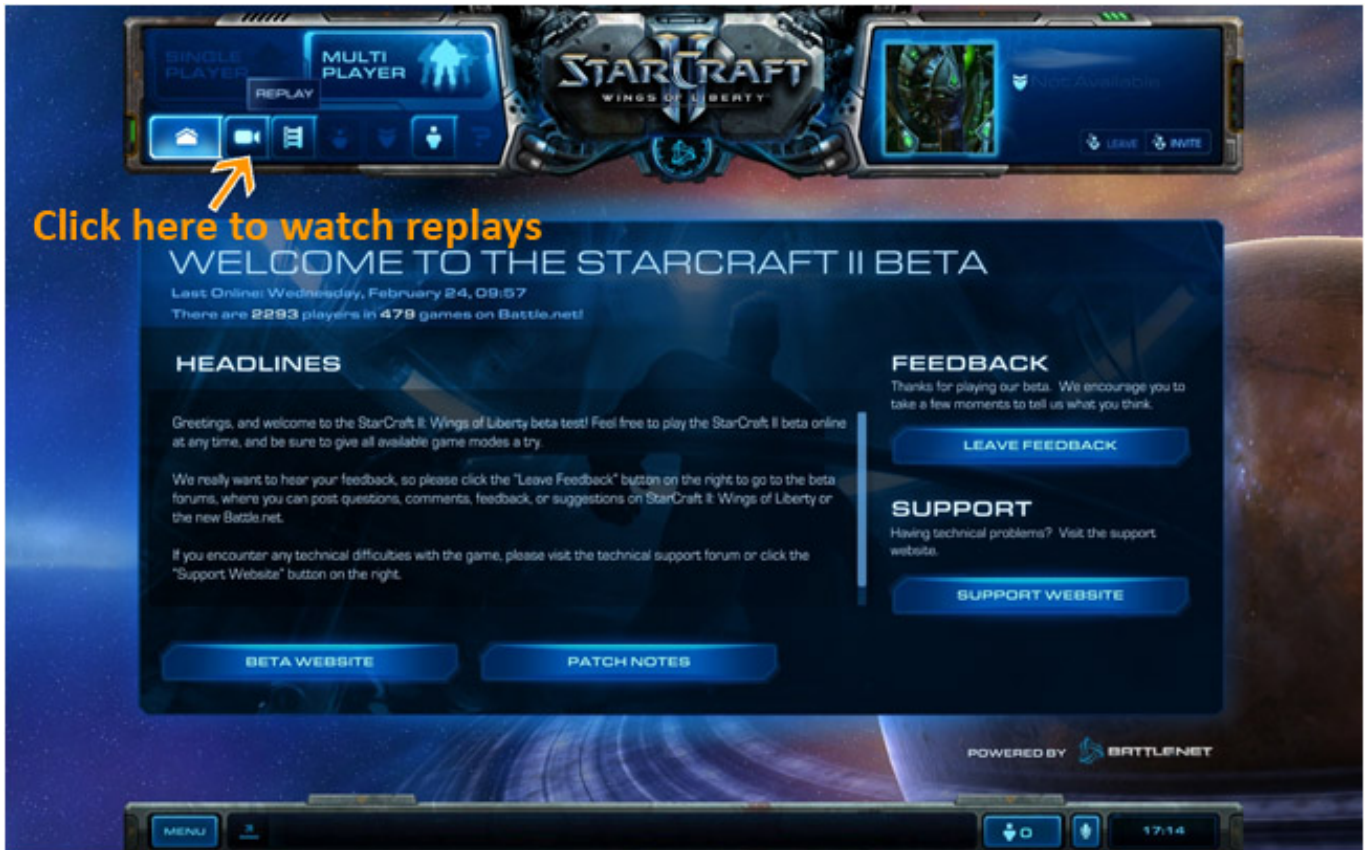 SINGLE
PLAYER
MULTI
PLAYER
REPLAY
STARCRAFT
II
WINGS OF LIBERTY
Not Available
LEAVE
INVITE
Click here to watch replays
WELCOME TO THE STARCRAFT II BETA
Last Online: Wednesday, February 24, 09:57
There are 2293 players in 479 games on Battle.net!
HEADLINES
Greetings, and welcome to the StarCraft II: Wings of Liberty beta test! Feel free to play the StarCraft II beta online
at any time, and be sure to give all available game modes a try.
We really want to hear your feedback, so please click the "Leave Feedback" button on the right to go to the beta
forums, where you can post questions, comments, feedback, or suggestions on StarCraft II: Wings of Liberty or
the new Battle.net.
If you encounter any technical difficulties with the game, please visit the technical support forum or click the
"Support Website" button on the right.
FEEDBACK
Thanks for playing our beta. We encourage you to
take a few moments to tell us what you think.
LEAVE FEEDBACK
SUPPORT
Having technical problems? Visit the support
website.
SUPPORT WEBSITE
BETA WEBSITE
PATCH NOTES
POWERED BY BATTLE.NET
MENU
0
17:14